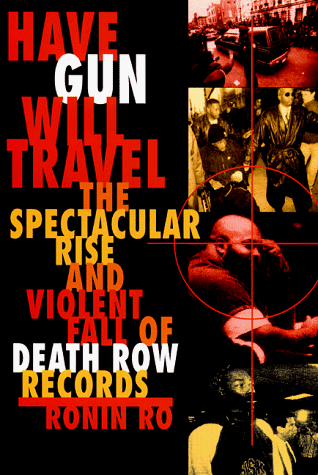 HAVE
GUN
WILL
TRAVEL
THE
SPECTACULAR
RISE
AND
VIOLENT
FALL OF
DEATH ROW
RECORDS
RONIN RO